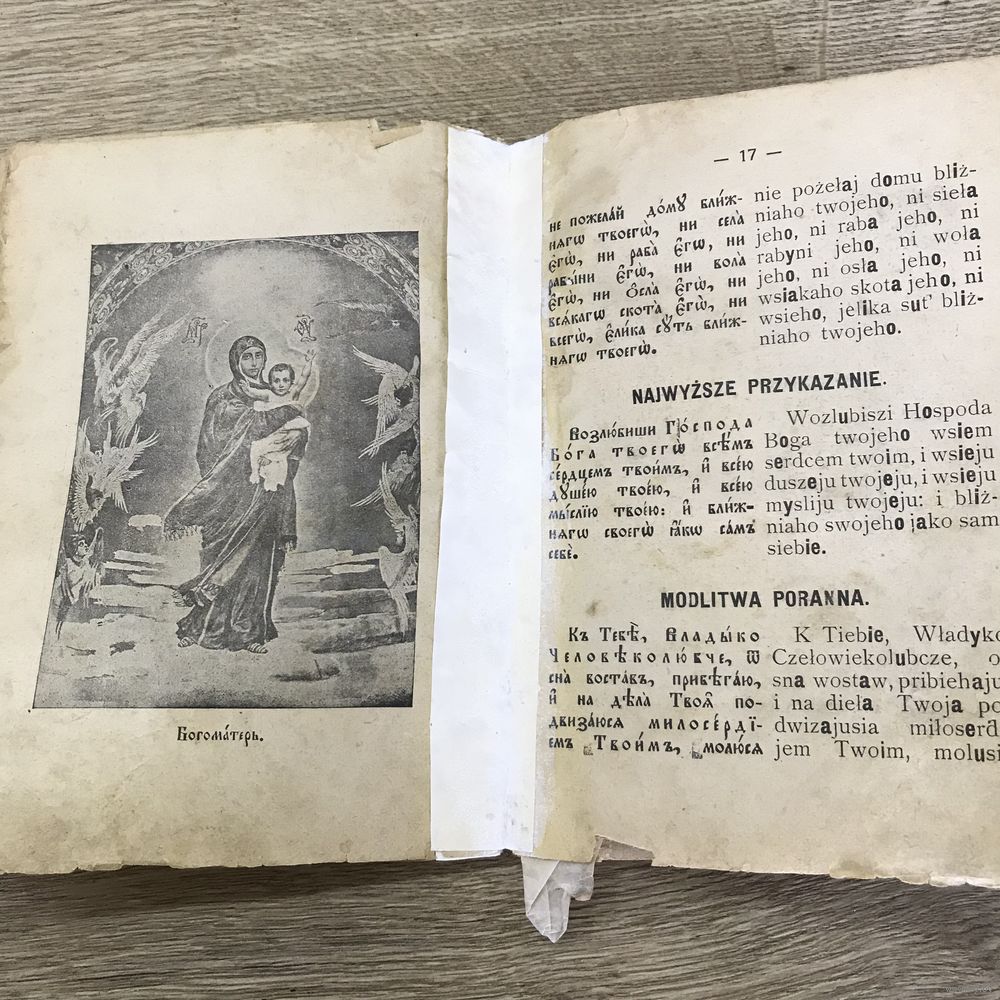 Богома́терь.
— 17 —
не пожела́й до́мꙋ бли́ж-
нѧгѡ твоегѡ̀, ни села̀
є҆гѡ̀, ни раба̀ є҆гѡ̀, ни
рабы́ни є҆гѡ̀, ни вола̀
є҆гѡ̀, ни ѻ҆сла̀ є҆гѡ̀, ни
всѧ́кагѡ скота̀ є҆гѡ̀, ни
всегѡ̀, є҆ли́ка сꙋ́ть бли́ж-
нѧгѡ твоегѡ̀.
nie pożełaj domu bliż-
niaho twojeho, ni sieła
jeho, ni raba jeho, ni
rabyni jeho, ni woła
jeho, ni osła jeho, ni
wsiakaho skota jeho, ni
wsieho, jelika sut' bliż-
niaho twojeho.
NAJWYŻSZE PRZYKAZANIE.
Возлю́биши Го́спода
Бо́га твоегѡ̀ всѣ́мъ
се́рдцемъ твои́мъ, и҆ все́ю
дꙋше́ю твое́ю, и҆ все́ю
мы́слїю твое́ю: и҆ бли́ж-
нѧгѡ своегѡ̀ ꙗ҆́кѡ са́мъ
себѐ.
Wozlubiszi Hospoda
Boga twojeho wsiem
serdcem twoim, i wsieju
duszeju twojeju, i wsieju
mysliju twojeju: i bliż-
niaho swojeho jako sam
siebie.
MODLITWA PORANNA.
Къ Тебѣ̀, Влады́ко
Человѣколю́бче, ѿ
сна̀ воста́въ, прибѣга́ю,
и҆ на дѣла̀ Твоѧ̑ по-
двиза́юсѧ милосе́рдї-
емъ Твои́мъ, молю́сѧ
K Tiebie, Władyko
Czełowiekolubcze, o
sna wostaw, pribiehaju
i na dieła Twoja po
dwizajusia miłoserd
jem Twoim, molusi